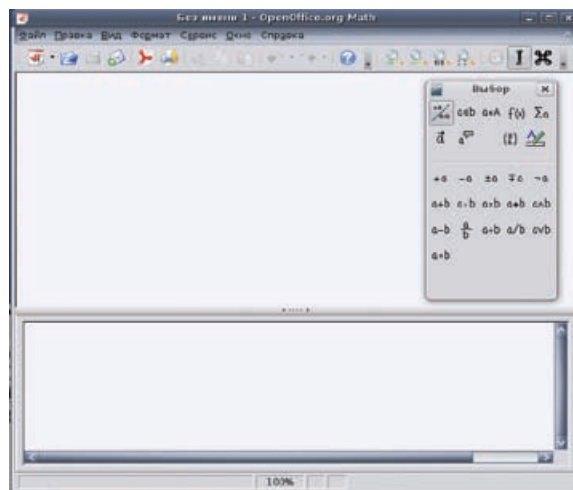 Без имени 1 - OpenOffice.org Math
Файл Правка Вид Формат Сервис Окно Справка
Выбор
+a/a+b a≤b a∈A f(x) Σa
+a -a ±a ∓a ¬a
a+b a·b a×b a∗b a∧b
a-b a/b a÷b a/b a∨b
a∘b
100%